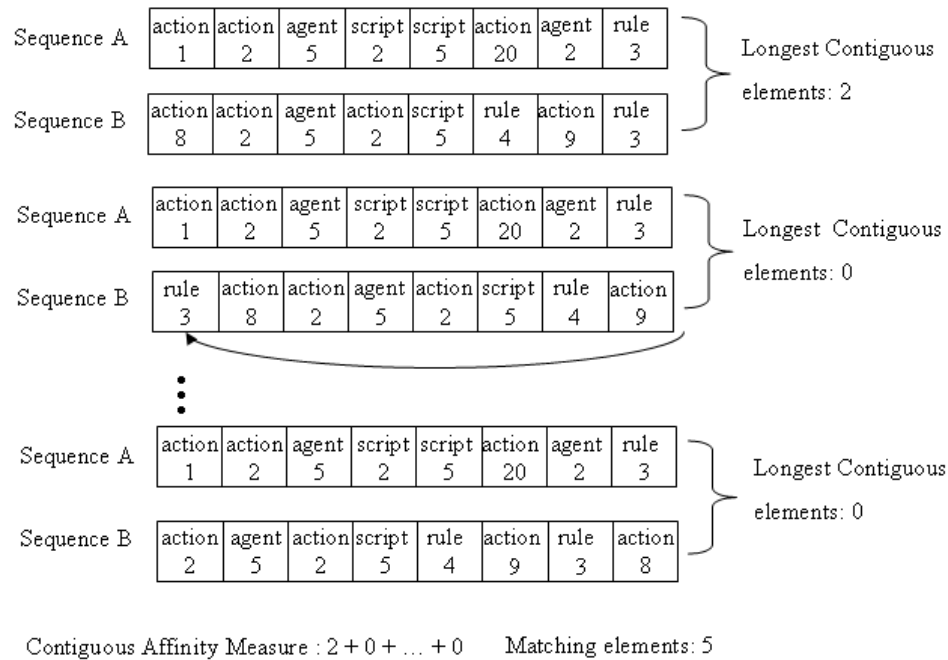 Sequence A
action action agent script script action agent rule
1 2 5 2 5 20 2 3
Longest Contiguous
elements: 2
Sequence B
action action agent action script rule action rule
8 2 5 2 5 4 9 3
Sequence A
action action agent script script action agent rule
1 2 5 2 5 20 2 3
Longest Contiguous
elements: 0
Sequence B
rule action action agent action script rule action
3 8 2 5 2 5 4 9
Sequence A
action action agent script script action agent rule
1 2 5 2 5 20 2 3
Longest Contiguous
elements: 0
Sequence B
action agent action script rule action rule action
2 5 2 5 4 9 3 8
Contiguous Affinity Measure : 2 + 0 + ... + 0 Matching elements: 5